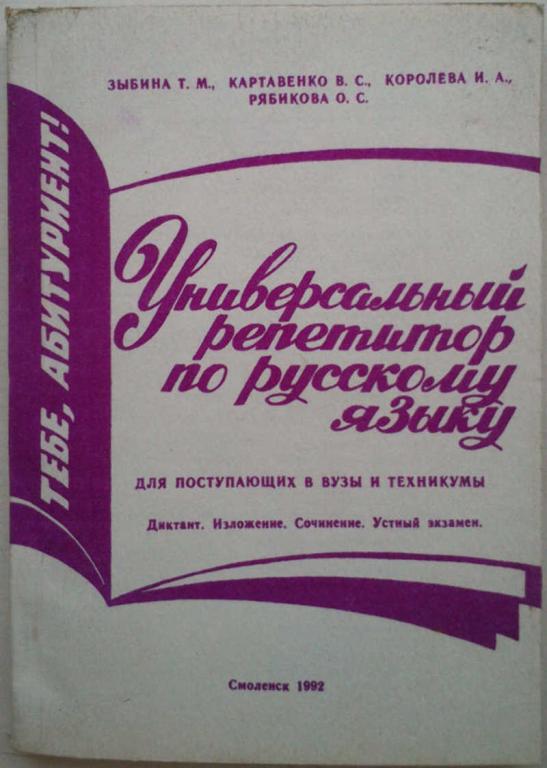 ЗЫБИНА Т. М., КАРТАВЕНКО В. С., КОРОЛЕВА И. А.,
РЯБИКОВА О. С.
ТЕБЕ, АБИТУРИЕНТ!
Универсальный
репетитор
по русскому
языку
ДЛЯ ПОСТУПАЮЩИХ В ВУЗЫ И ТЕХНИКУМЫ
Диктант. Изложение. Сочинение. Устный экзамен.
Смоленск 1992